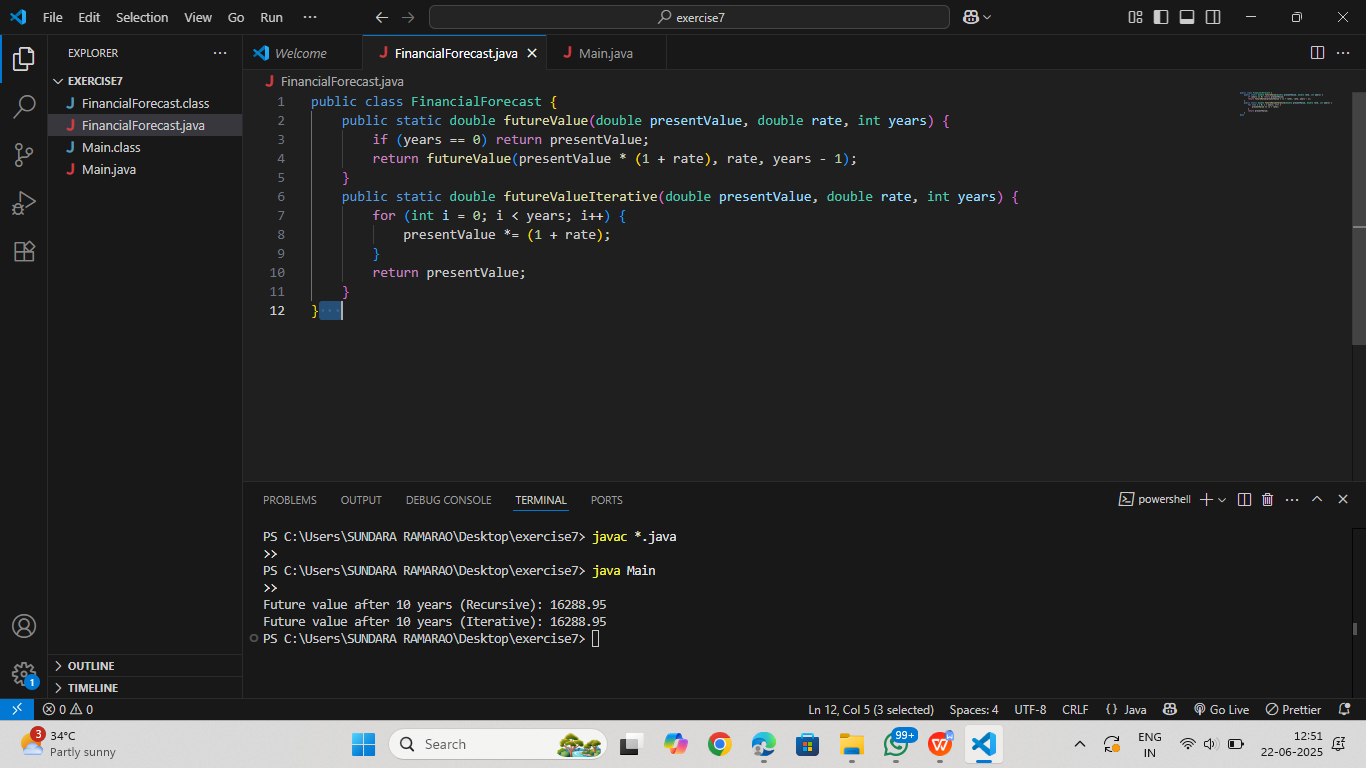 File Edit Selection View Go Run ··· exercise7
EXPLORER ···
EXERCISE7
J FinancialForecast.class
J FinancialForecast.java
J Main.class
J Main.java
OUTLINE
TIMELINE
Welcome J FinancialForecast.java J Main.java
J FinancialForecast.java
1 public class FinancialForecast {
2     public static double futureValue(double presentValue, double rate, int years) {
3         if (years == 0) return presentValue;
4         return futureValue(presentValue * (1 + rate), rate, years - 1);
5     }
6     public static double futureValueIterative(double presentValue, double rate, int years) {
7         for (int i = 0; i < years; i++) {
8             presentValue *= (1 + rate);
9         }
10         return presentValue;
11     }
12 }
PROBLEMS OUTPUT DEBUG CONSOLE TERMINAL PORTS powershell
PS C:\Users\SUNDARA RAMARAO\Desktop\exercise7> javac *.java
>>
PS C:\Users\SUNDARA RAMARAO\Desktop\exercise7> java Main
>>
Future value after 10 years (Recursive): 16288.95
Future value after 10 years (Iterative): 16288.95
PS C:\Users\SUNDARA RAMARAO\Desktop\exercise7>
1
0 0 Ln 12, Col 5 (3 selected) Spaces: 4 UTF-8 CRLF {} Java Go Live Prettier
3 34°C
Partly sunny
Search
99+
W
ENG
IN
12:51
22-06-2025